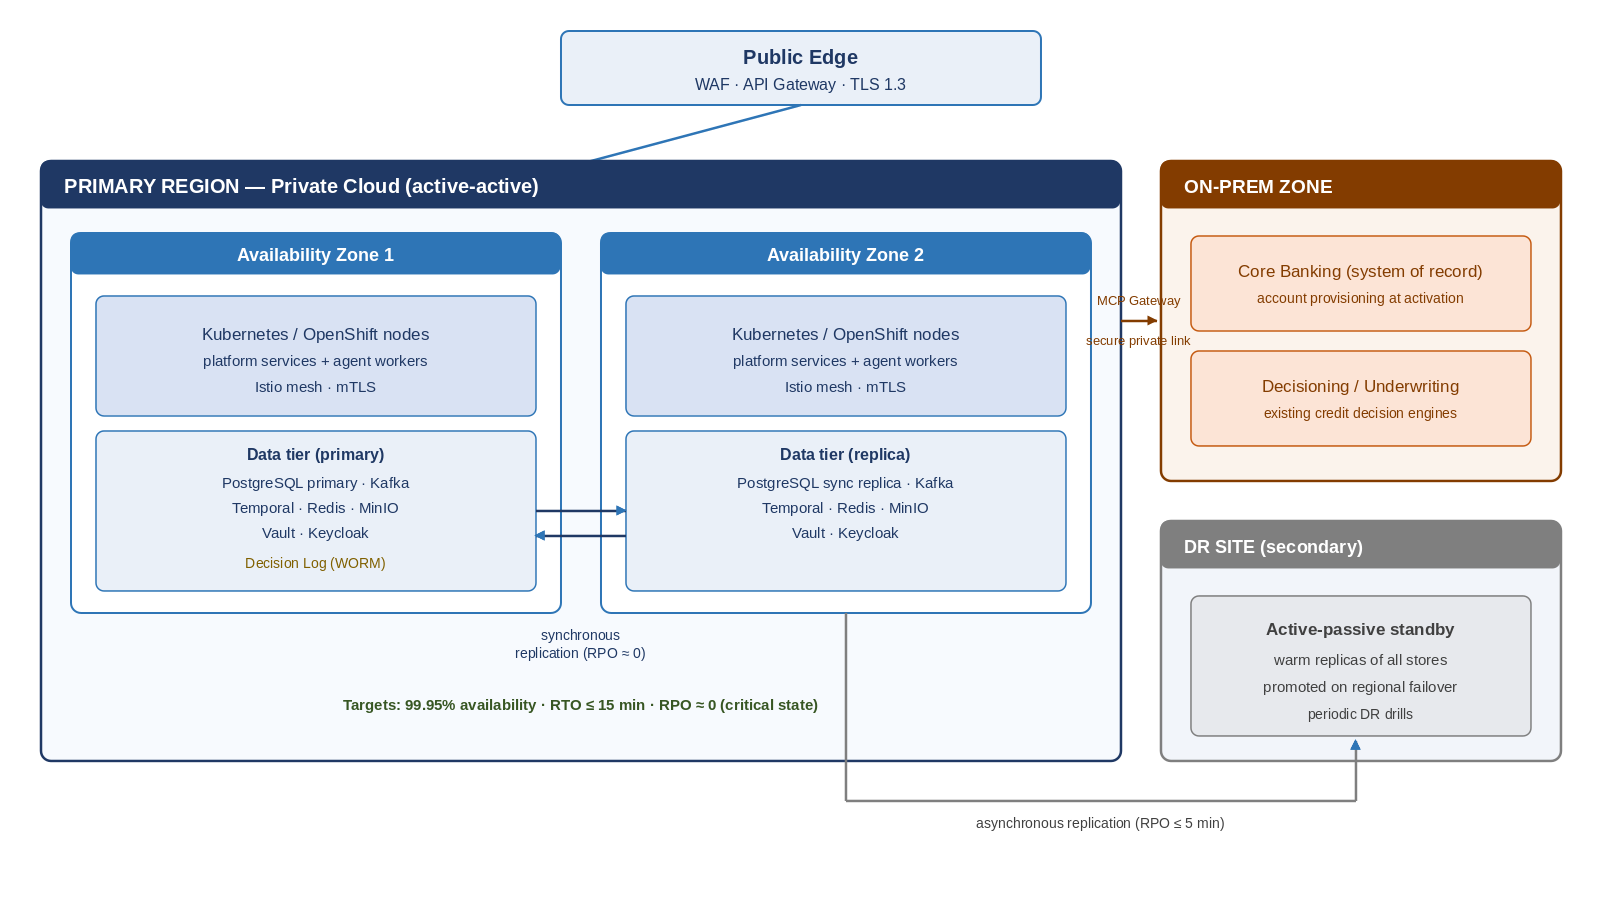 Public Edge
WAF · API Gateway · TLS 1.3
PRIMARY REGION — Private Cloud (active-active)
Availability Zone 1
Kubernetes / OpenShift nodes
platform services + agent workers
Istio mesh · mTLS
Data tier (primary)
PostgreSQL primary · Kafka
Temporal · Redis · MinIO
Vault · Keycloak
Decision Log (WORM)
Availability Zone 2
Kubernetes / OpenShift nodes
platform services + agent workers
Istio mesh · mTLS
Data tier (replica)
PostgreSQL sync replica · Kafka
Temporal · Redis · MinIO
Vault · Keycloak
synchronous
replication (RPO ≈ 0)
Targets: 99.95% availability · RTO ≤ 15 min · RPO ≈ 0 (critical state)
MCP Gateway
secure private link
ON-PREM ZONE
Core Banking (system of record)
account provisioning at activation
Decisioning / Underwriting
existing credit decision engines
DR SITE (secondary)
Active-passive standby
warm replicas of all stores
promoted on regional failover
periodic DR drills
asynchronous replication (RPO ≤ 5 min)